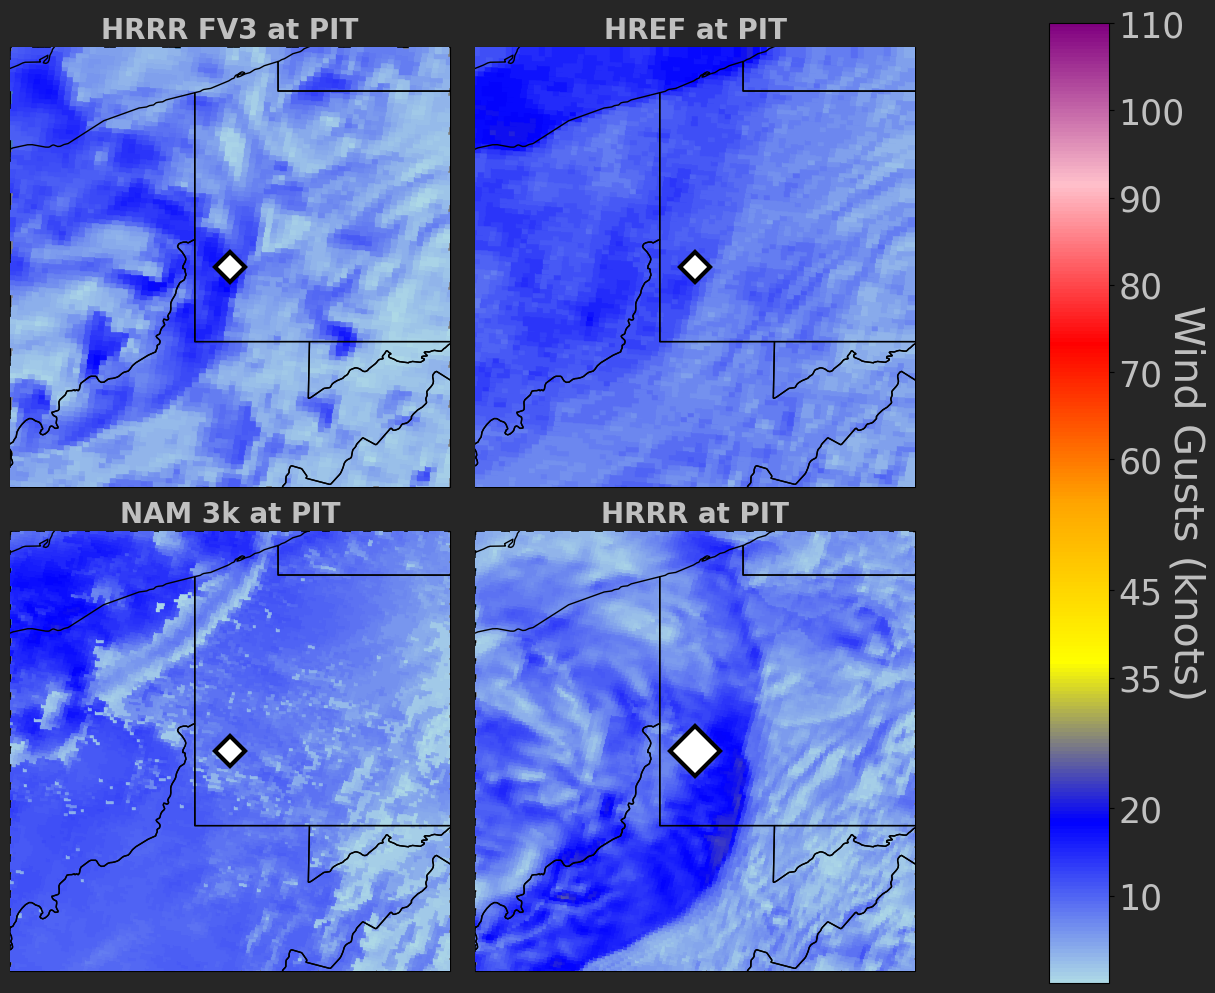 HRRR FV3 at PIT
HREF at PIT
NAM 3k at PIT
HRRR at PIT
110
100
90
80
70
60
45
35
20
10
Wind Gusts (knots)